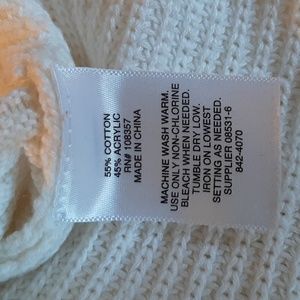 55% COTTON
45% ACRYLIC
RN# 108357
MADE IN CHINA
MACHINE WASH WARM.
USE ONLY NON-CHLORINE
BLEACH WHEN NEEDED.
TUMBLE DRY LOW.
IRON ON LOWEST
SETTING AS NEEDED.
SUPPLIER 08531-6
842-4070